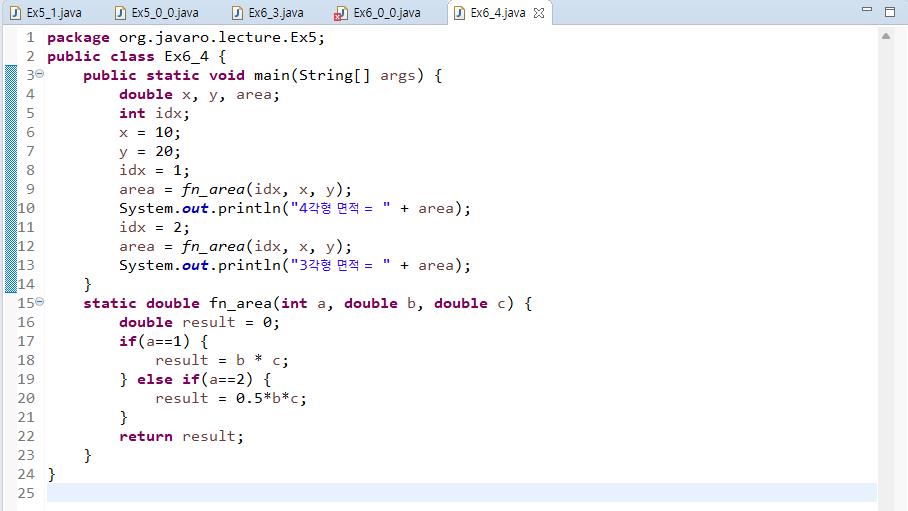 Ex5_1.java Ex5_0_0.java Ex6_3.java Ex6_0_0.java Ex6_4.java
1 package org.javaro.lecture.Ex5;
2 public class Ex6_4 {
3 public static void main(String[] args) {
4 double x, y, area;
5 int idx;
6 x = 10;
7 y = 20;
8 idx = 1;
9 area = fn_area(idx, x, y);
10 System.out.println("4각형 면적 = " + area);
11 idx = 2;
12 area = fn_area(idx, x, y);
13 System.out.println("3각형 면적 = " + area);
14 }
15 static double fn_area(int a, double b, double c) {
16 double result = 0;
17 if(a==1) {
18 result = b * c;
19 } else if(a==2) {
20 result = 0.5*b*c;
21 }
22 return result;
23 }
24 }
25